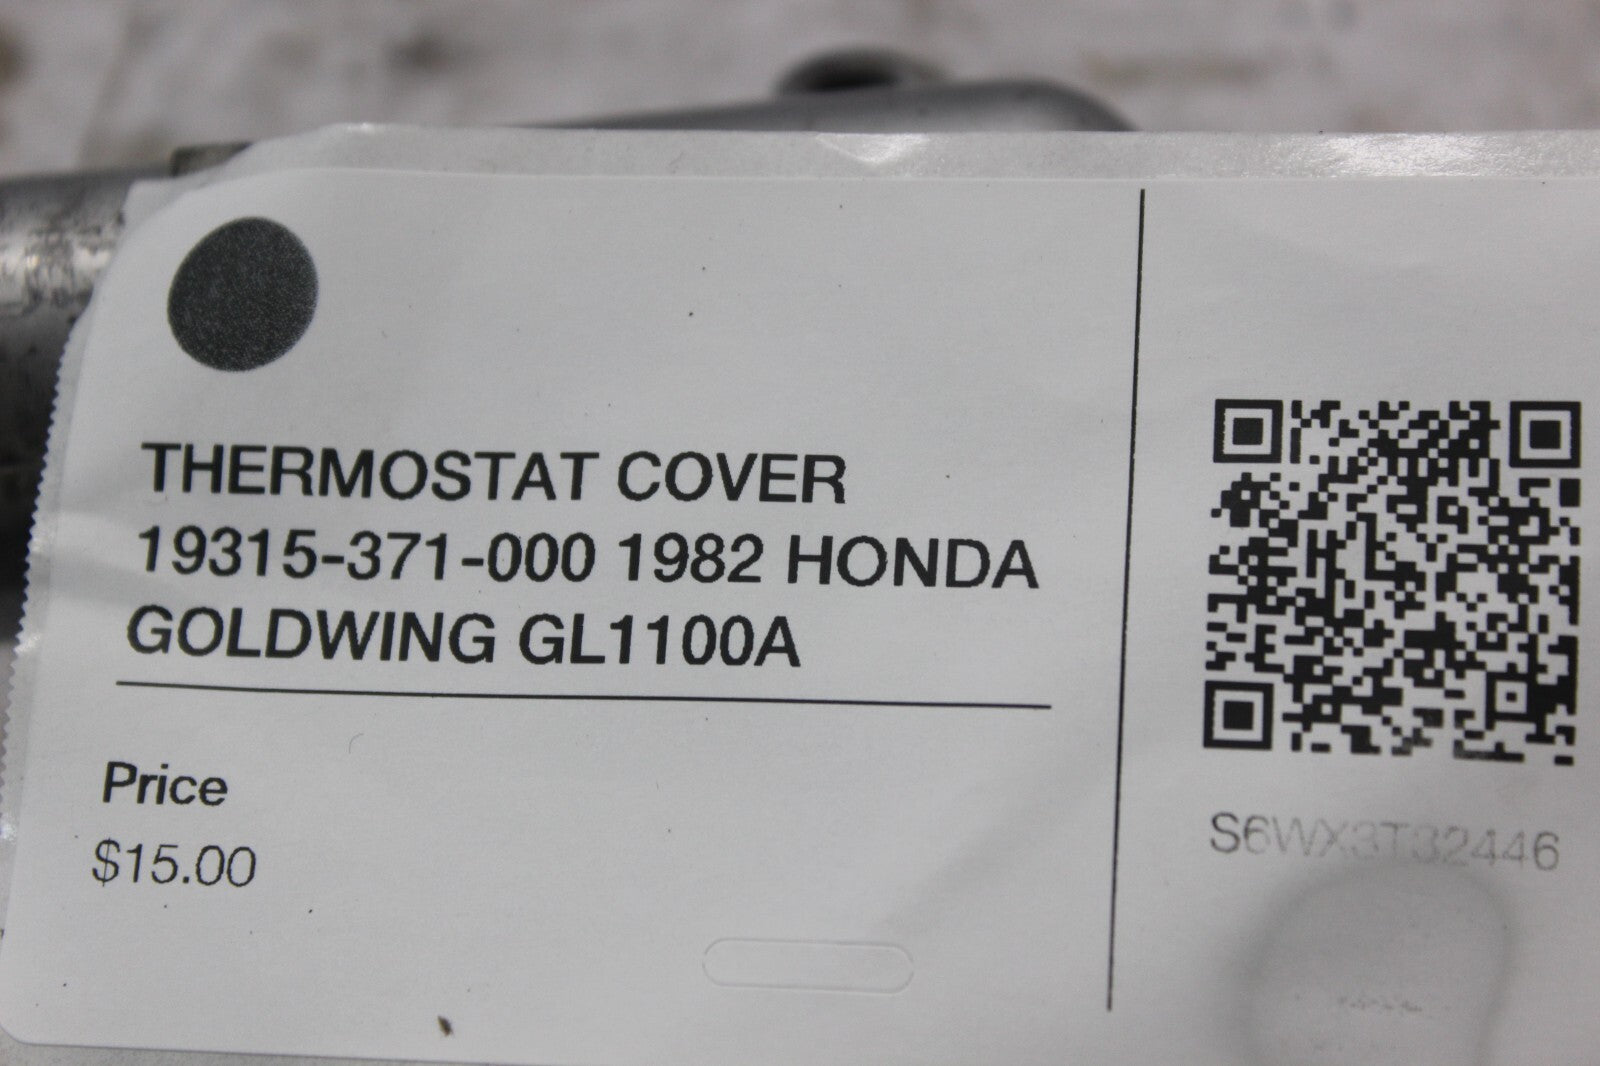 THERMOSTAT COVER
19315-371-000 1982 HONDA
GOLDWING GL1100A
Price
$15.00
S6WX3T32446